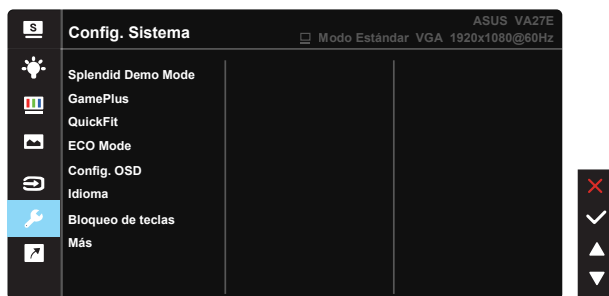 S
Config. Sistema
ASUS VA27E
Modo Estándar VGA 1920x1080@60Hz
Splendid Demo Mode
GamePlus
QuickFit
ECO Mode
Config. OSD
Idioma
Bloqueo de teclas
Más